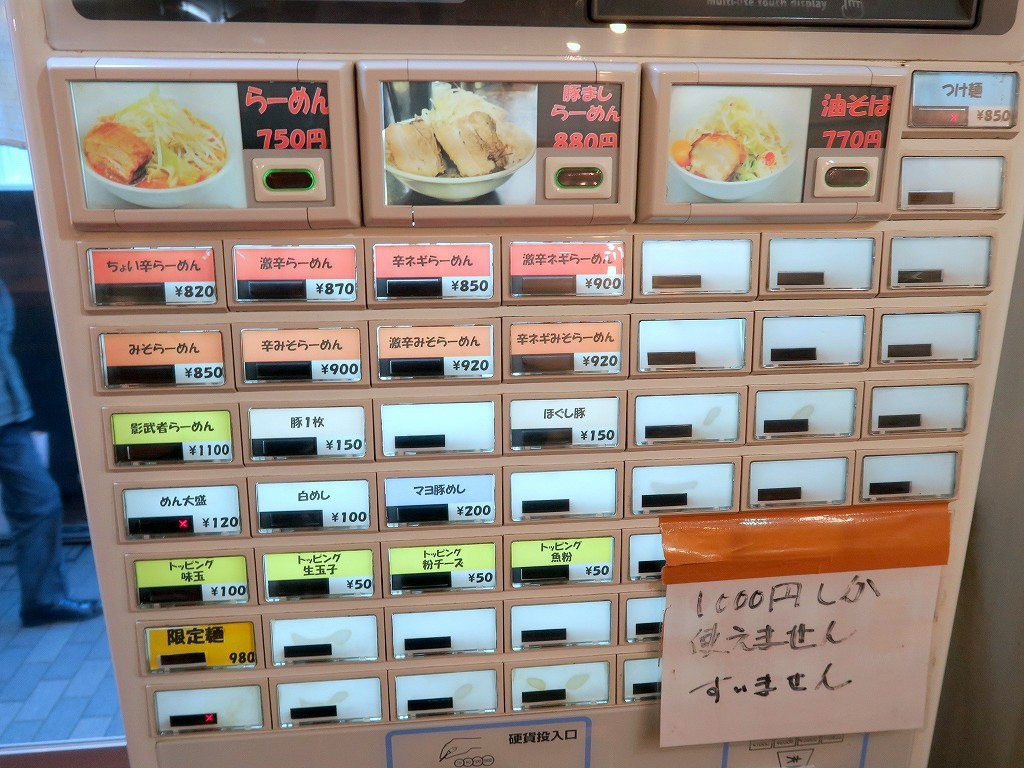 multi-use touch display
らーめん
750円
豚まし
らーめん
880円
油そば
770円
つけ麺
¥850
ちょい辛らーめん
¥820
激辛らーめん
¥870
辛ネギらーめん
¥850
激辛ネギらーめん
¥900
みそらーめん
¥850
辛みそらーめん
¥900
激辛みそらーめん
¥920
辛ネギみそらーめん
¥920
影武者らーめん
¥1100
豚1枚
¥150
ほぐし豚
¥150
めん大盛
¥120
白めし
¥100
マヨ豚めし
¥200
トッピング
味玉
¥100
トッピング
生玉子
¥50
トッピング
粉チーズ
¥50
トッピング
魚粉
¥50
限定麺
980
1000円しか
使えません
すいません
硬貨投入口